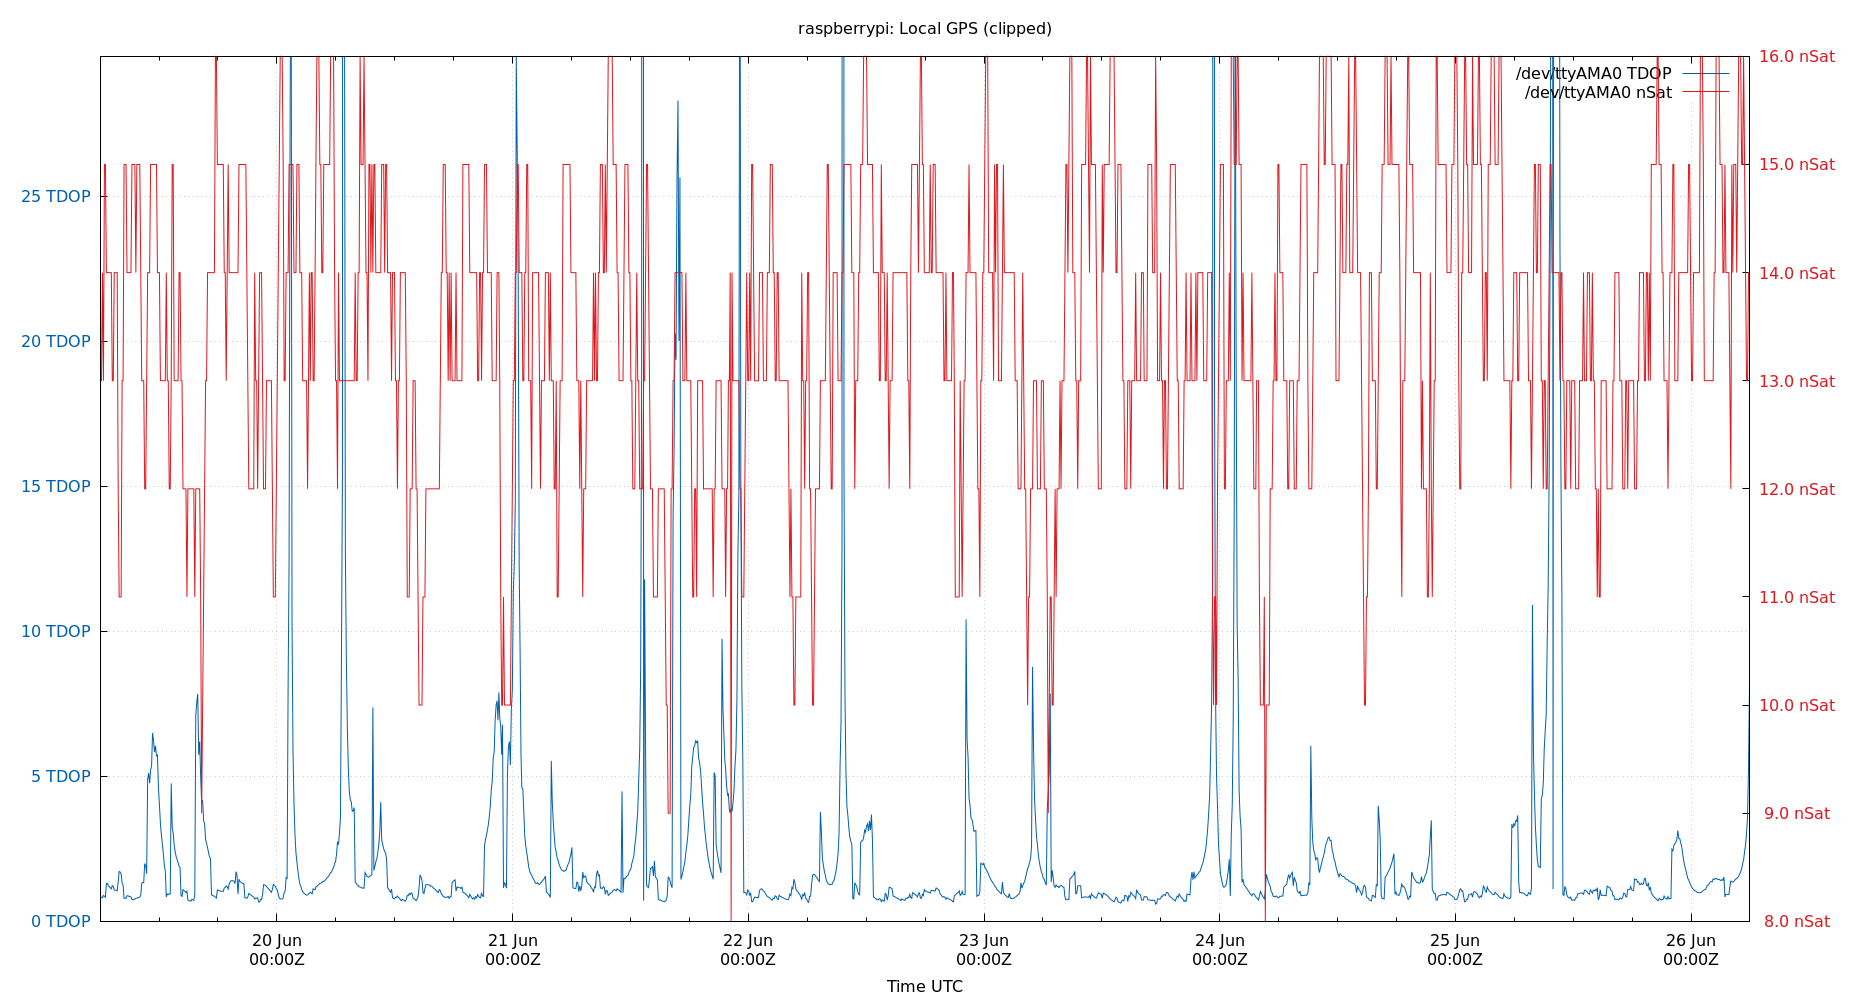 raspberrypi: Local GPS (clipped)
/dev/ttyAMA0 TDOP
/dev/ttyAMA0 nSat
25 TDOP
20 TDOP
15 TDOP
10 TDOP
5 TDOP
0 TDOP
16.0 nSat
15.0 nSat
14.0 nSat
13.0 nSat
12.0 nSat
11.0 nSat
10.0 nSat
9.0 nSat
8.0 nSat
20 Jun 21 Jun 22 Jun 23 Jun 24 Jun 25 Jun 26 Jun
00:00Z 00:00Z 00:00Z 00:00Z 00:00Z 00:00Z 00:00Z
Time UTC